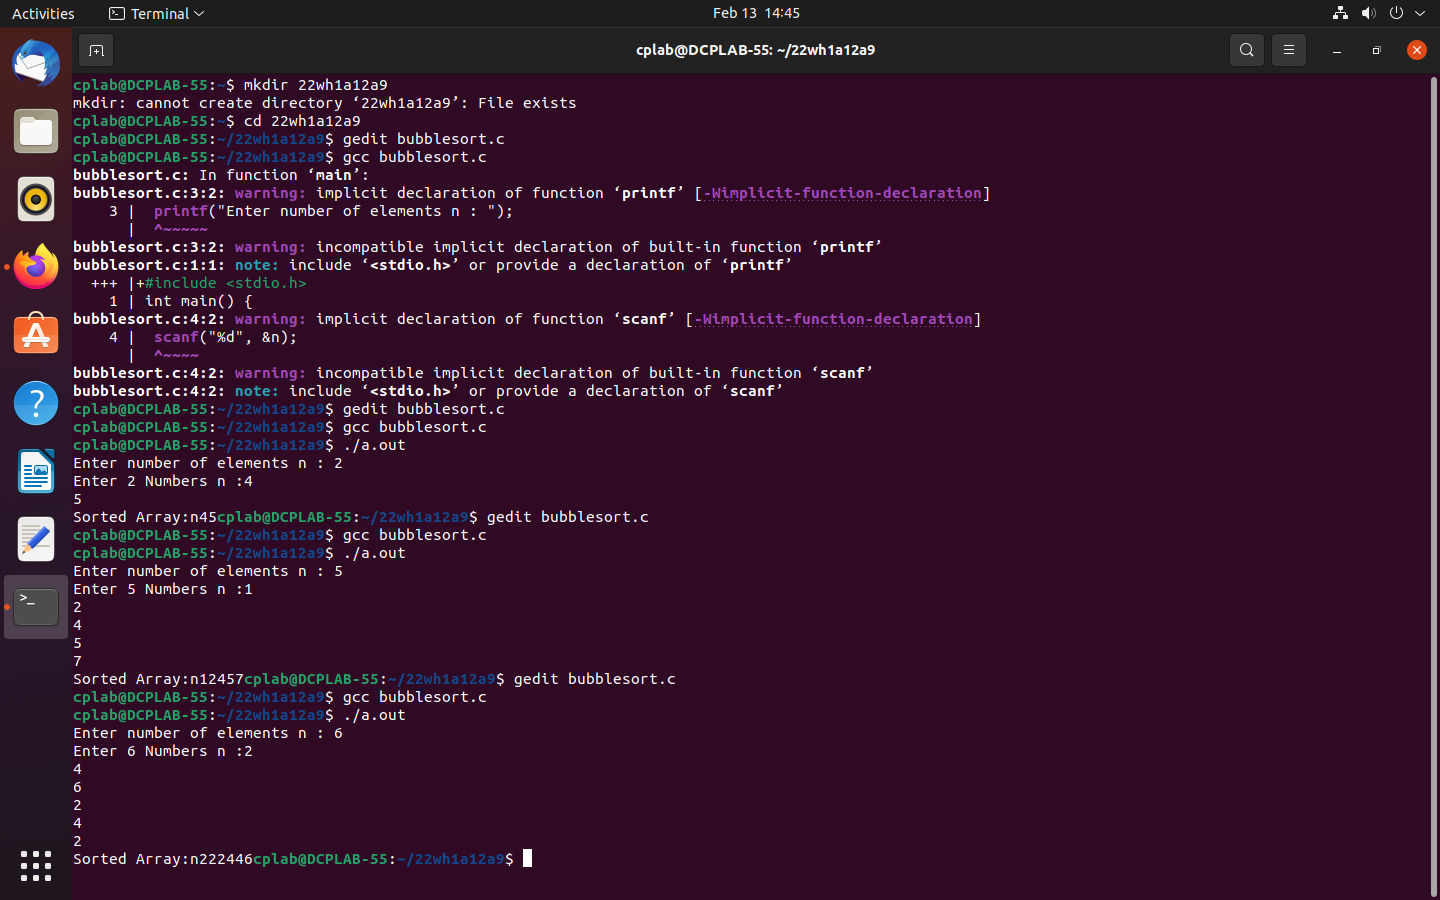 Activities Terminal Feb 13 14:45
cplab@DCPLAB-55: ~/22wh1a12a9
cplab@DCPLAB-55:~$ mkdir 22wh1a12a9
mkdir: cannot create directory ‘22wh1a12a9’: File exists
cplab@DCPLAB-55:~$ cd 22wh1a12a9
cplab@DCPLAB-55:~/22wh1a12a9$ gedit bubblesort.c
cplab@DCPLAB-55:~/22wh1a12a9$ gcc bubblesort.c
bubblesort.c: In function ‘main’:
bubblesort.c:3:2: warning: implicit declaration of function ‘printf’ [-Wimplicit-function-declaration]
    3 |  printf("Enter number of elements n : ");
      |  ^~~~~~
bubblesort.c:3:2: warning: incompatible implicit declaration of built-in function ‘printf’
bubblesort.c:1:1: note: include ‘<stdio.h>’ or provide a declaration of ‘printf’
  +++ |+#include <stdio.h>
    1 | int main() {
bubblesort.c:4:2: warning: implicit declaration of function ‘scanf’ [-Wimplicit-function-declaration]
    4 |  scanf("%d", &n);
      |  ^~~~~
bubblesort.c:4:2: warning: incompatible implicit declaration of built-in function ‘scanf’
bubblesort.c:4:2: note: include ‘<stdio.h>’ or provide a declaration of ‘scanf’
cplab@DCPLAB-55:~/22wh1a12a9$ gedit bubblesort.c
cplab@DCPLAB-55:~/22wh1a12a9$ gcc bubblesort.c
cplab@DCPLAB-55:~/22wh1a12a9$ ./a.out
Enter number of elements n : 2
Enter 2 Numbers n :4
5
Sorted Array:n45cplab@DCPLAB-55:~/22wh1a12a9$ gedit bubblesort.c
cplab@DCPLAB-55:~/22wh1a12a9$ gcc bubblesort.c
cplab@DCPLAB-55:~/22wh1a12a9$ ./a.out
Enter number of elements n : 5
Enter 5 Numbers n :1
2
4
5
7
Sorted Array:n12457cplab@DCPLAB-55:~/22wh1a12a9$ gedit bubblesort.c
cplab@DCPLAB-55:~/22wh1a12a9$ gcc bubblesort.c
cplab@DCPLAB-55:~/22wh1a12a9$ ./a.out
Enter number of elements n : 6
Enter 6 Numbers n :2
4
6
2
4
2
Sorted Array:n222446cplab@DCPLAB-55:~/22wh1a12a9$